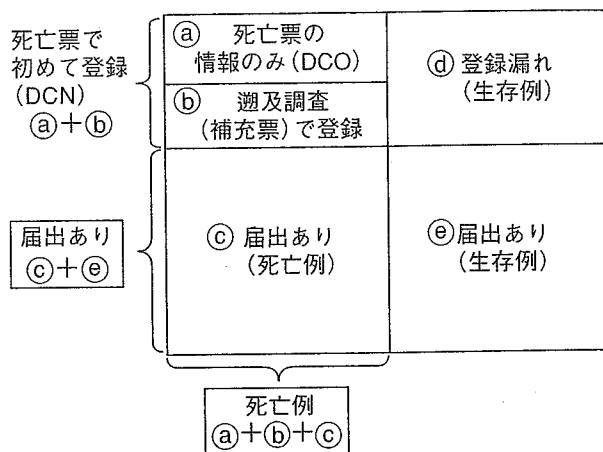 死亡票で
初めて登録
(DCN)
ⓐ+ⓑ
ⓐ 死亡票の
情報のみ(DCO)
ⓑ 遡及調査
(補充票)で登録
ⓓ 登録漏れ
(生存例)
届出あり
ⓒ+ⓔ
ⓒ 届出あり
(死亡例)
ⓔ届出あり
(生存例)
死亡例
ⓐ+ⓑ+ⓒ